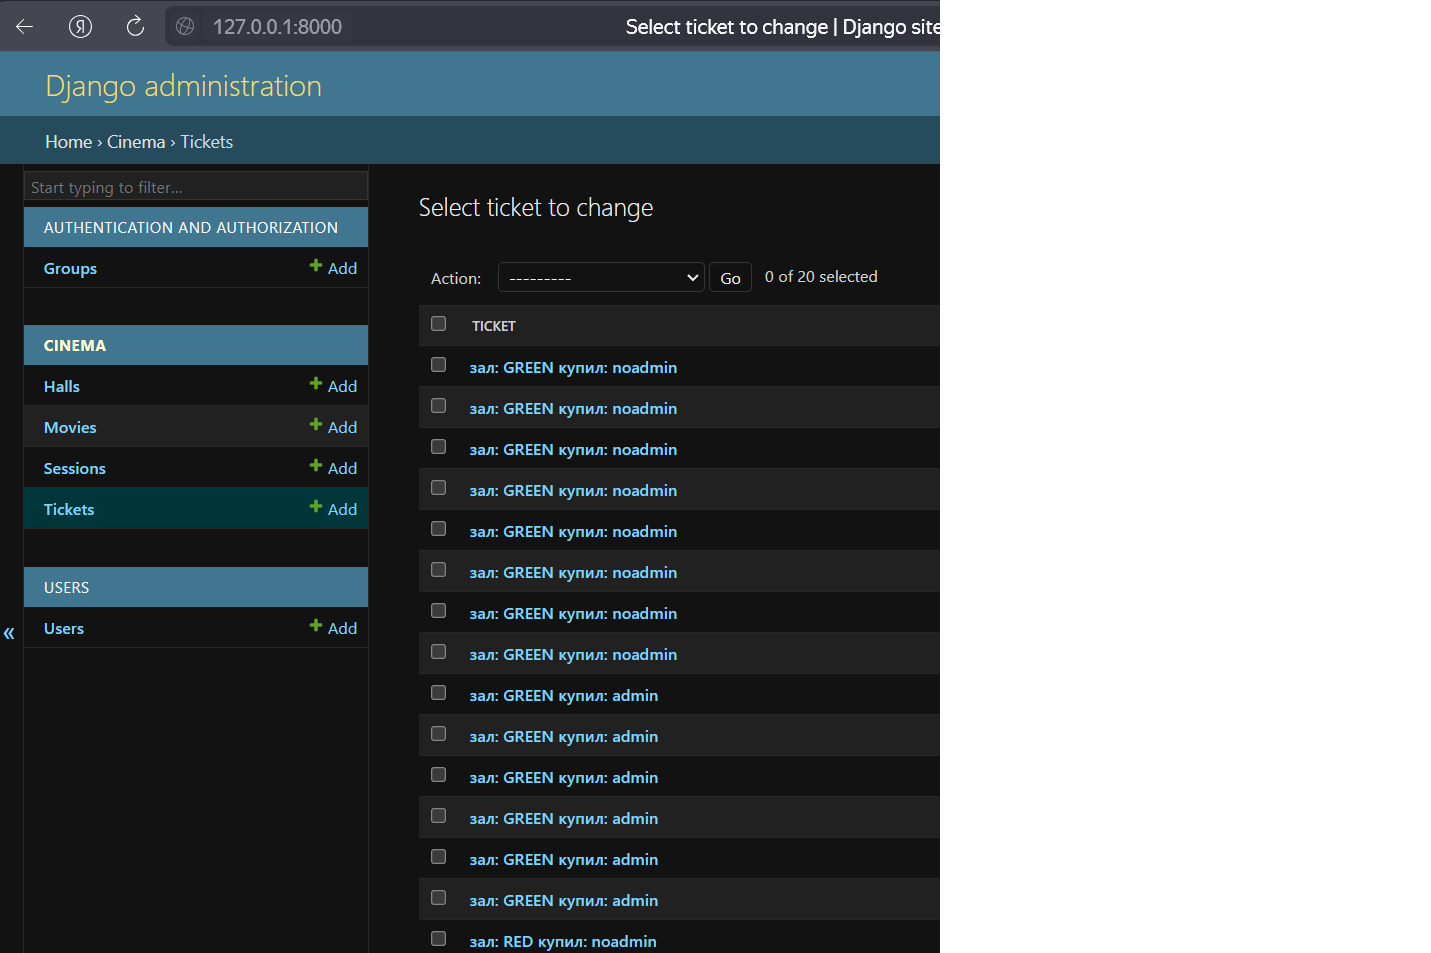 127.0.0.1:8000
Select ticket to change | Django site
Django administration
Home › Cinema › Tickets
Start typing to filter...
AUTHENTICATION AND AUTHORIZATION
Groups + Add
CINEMA
Halls + Add
Movies + Add
Sessions + Add
Tickets + Add
USERS
Users + Add
«
Select ticket to change
Action: --------- Go 0 of 20 selected
TICKET
зал: GREEN купил: noadmin
зал: GREEN купил: noadmin
зал: GREEN купил: noadmin
зал: GREEN купил: noadmin
зал: GREEN купил: noadmin
зал: GREEN купил: noadmin
зал: GREEN купил: noadmin
зал: GREEN купил: noadmin
зал: GREEN купил: admin
зал: GREEN купил: admin
зал: GREEN купил: admin
зал: GREEN купил: admin
зал: GREEN купил: admin
зал: GREEN купил: admin
зал: RED купил: noadmin